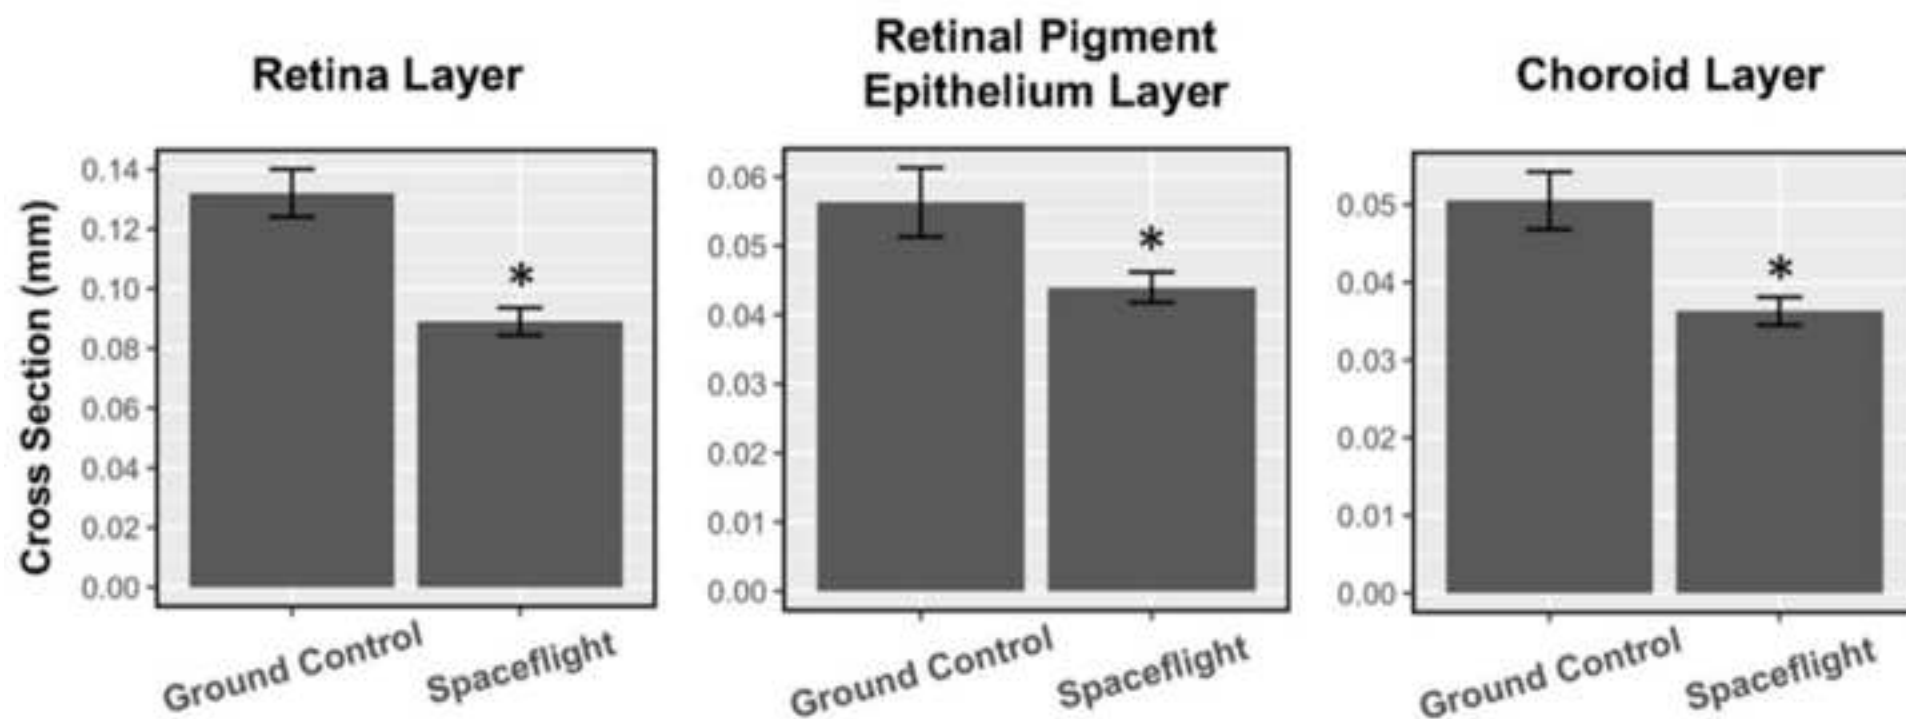 Retina Layer
Retinal Pigment
Epithelium Layer
Choroid Layer
Cross Section (mm)
0.14
0.12
0.10
0.08
0.06
0.04
0.02
0.00
*
Ground Control
Spaceflight
0.06
0.05
0.04
0.03
0.02
0.01
0.00
*
Ground Control
Spaceflight
0.05
0.04
0.03
0.02
0.01
0.00
*
Ground Control
Spaceflight